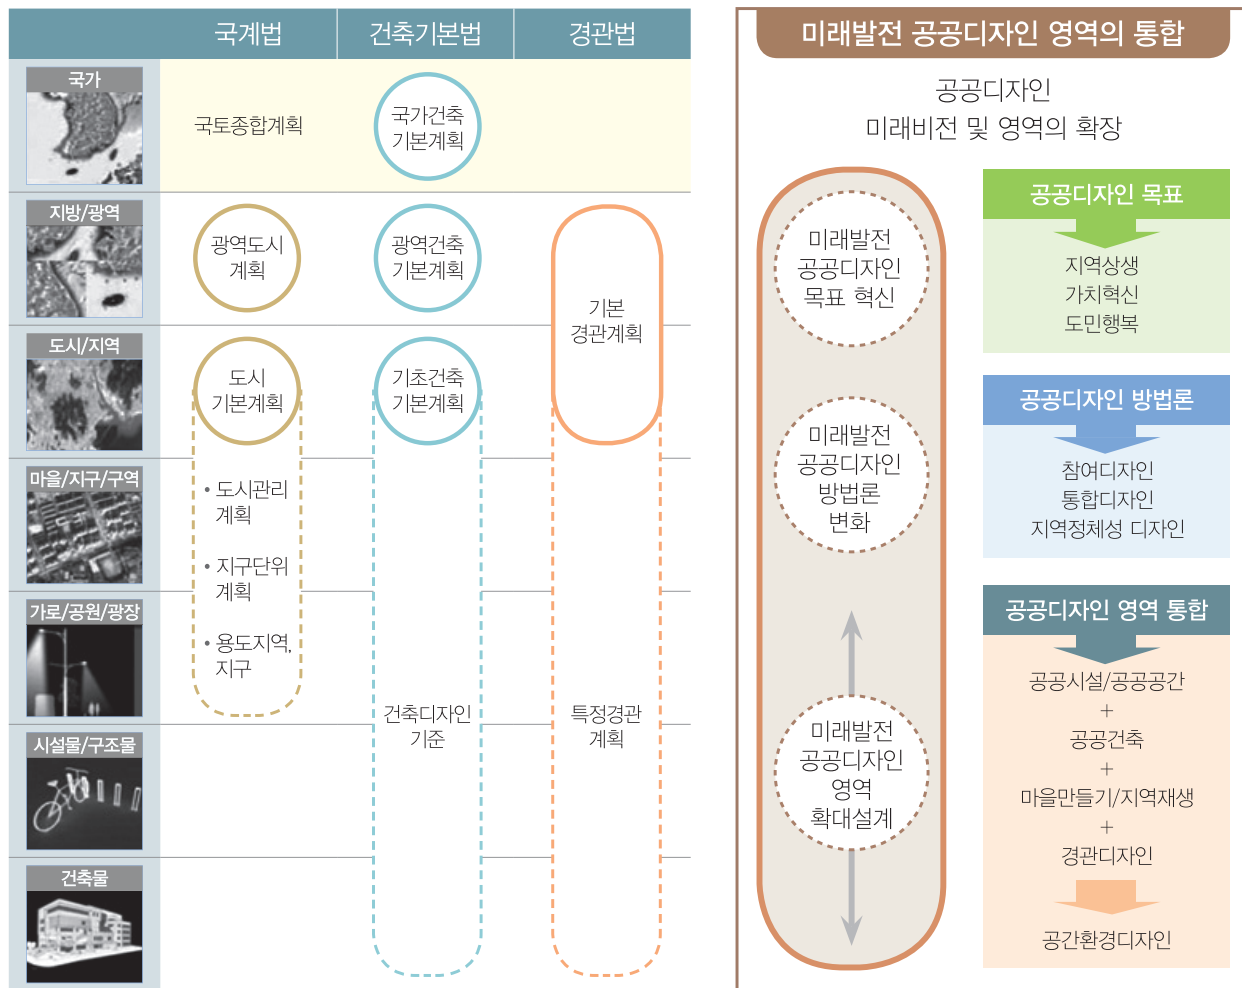 국계법
건축기본법
경관법
국가
국토종합계획
국가건축
기본계획
지방/광역
광역도시
계획
광역건축
기본계획
기본
경관계획
도시/지역
도시
기본계획
기초건축
기본계획
마을/지구/구역
• 도시관리
계획
• 지구단위
계획
가로/공원/광장
• 용도지역,
지구
건축디자인
기준
특정경관
계획
시설물/구조물
건축물
미래발전 공공디자인 영역의 통합
공공디자인
미래비전 및 영역의 확장
미래발전
공공디자인
목표 혁신
미래발전
공공디자인
방법론
변화
미래발전
공공디자인
영역
확대설계
공공디자인 목표
지역상생
가치혁신
도민행복
공공디자인 방법론
참여디자인
통합디자인
지역정체성 디자인
공공디자인 영역 통합
공공시설/공공공간
+
공공건축
+
마을만들기/지역재생
+
경관디자인
공간환경디자인